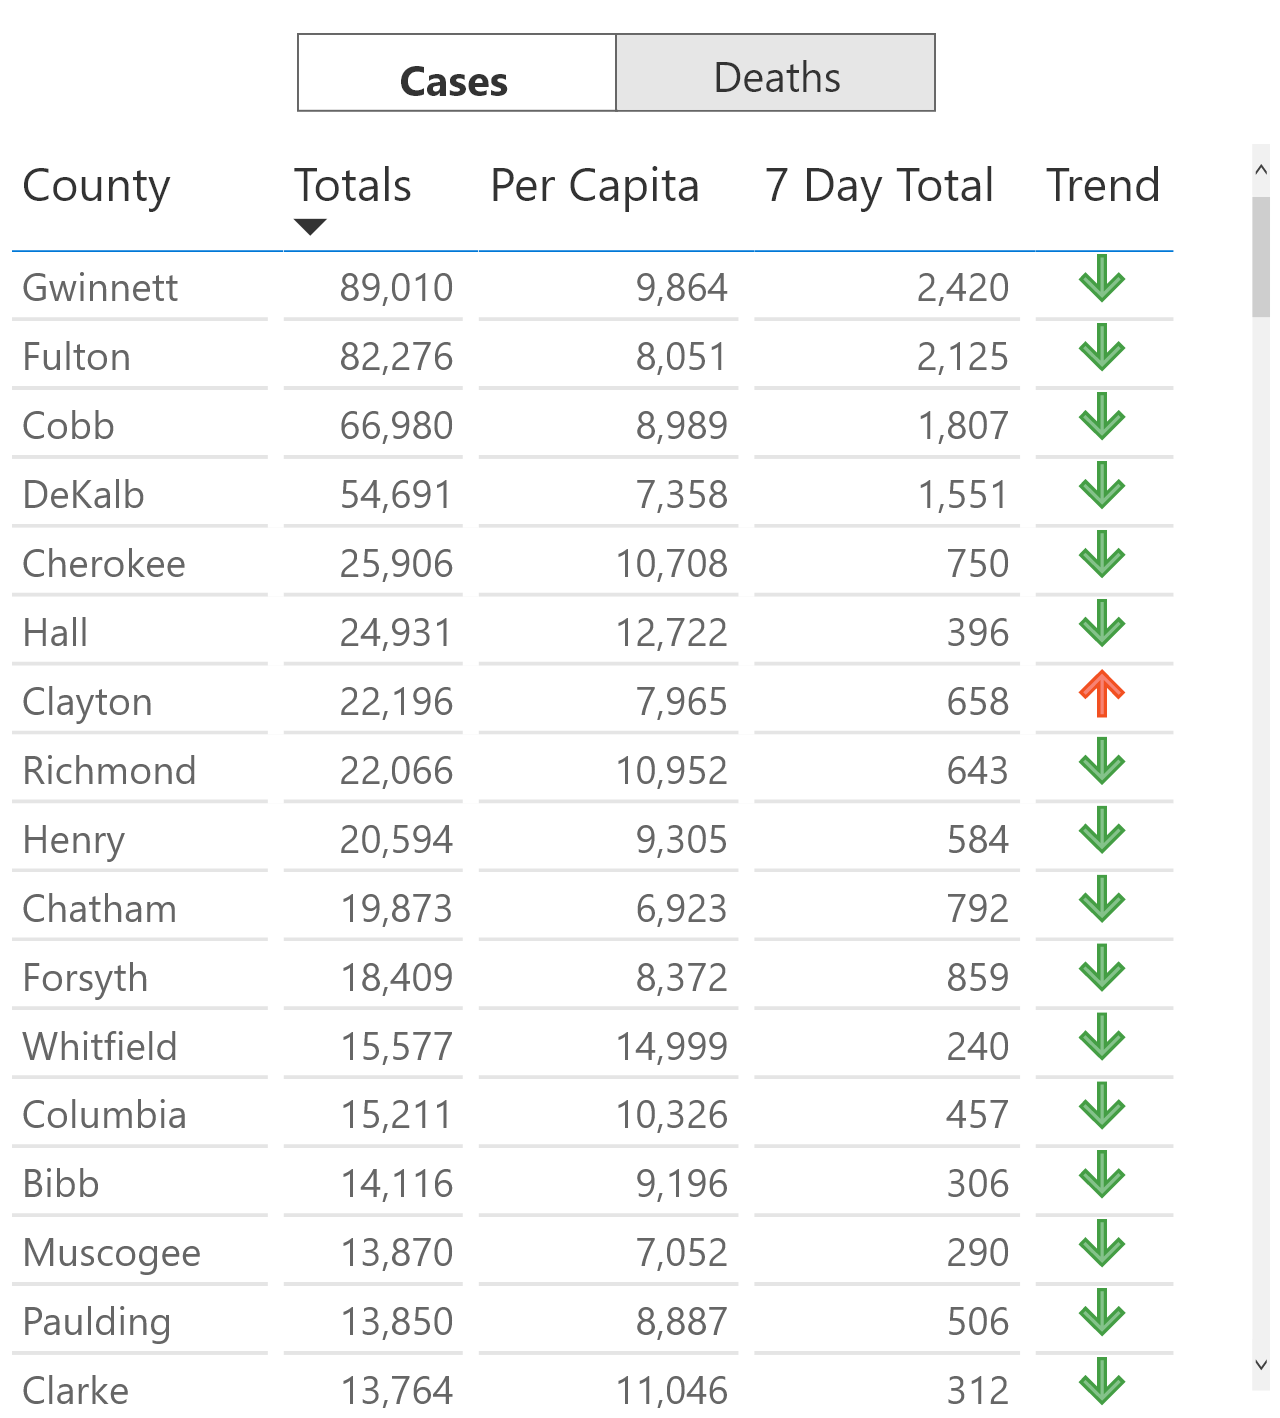 Cases Deaths
County Totals Per Capita 7 Day Total Trend
Gwinnett 89,010 9,864 2,420
Fulton 82,276 8,051 2,125
Cobb 66,980 8,989 1,807
DeKalb 54,691 7,358 1,551
Cherokee 25,906 10,708 750
Hall 24,931 12,722 396
Clayton 22,196 7,965 658
Richmond 22,066 10,952 643
Henry 20,594 9,305 584
Chatham 19,873 6,923 792
Forsyth 18,409 8,372 859
Whitfield 15,577 14,999 240
Columbia 15,211 10,326 457
Bibb 14,116 9,196 306
Muscogee 13,870 7,052 290
Paulding 13,850 8,887 506
Clarke 13,764 11,046 312